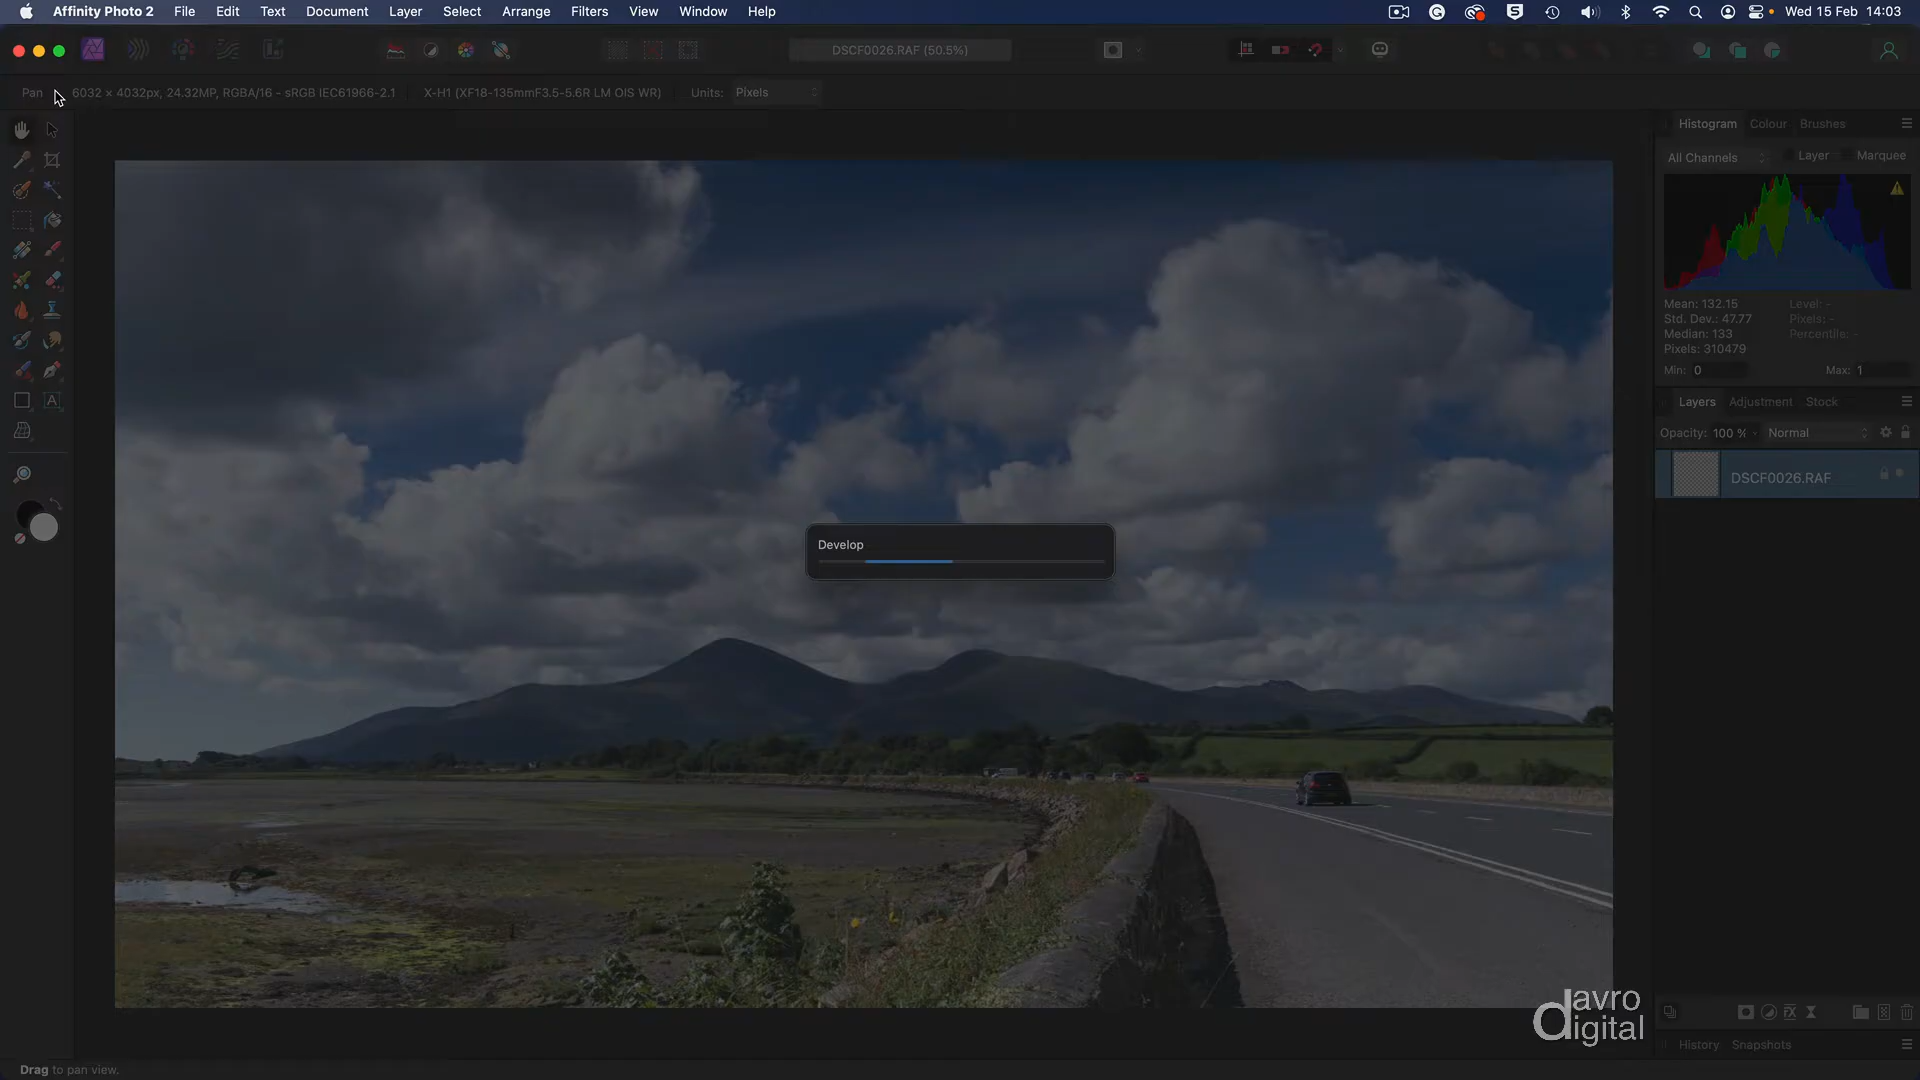 Affinity Photo 2 File Edit Text Document Layer Select Arrange Filters View Window Help Wed 15 Feb 14:03
DSCF0026.RAF (50.5%)
Pan 6032 × 4032px, 24.32MP, RGBA/16 - sRGB IEC61966-2.1 X-H1 (XF18-135mmF3.5-5.6R LM OIS WR) Units: Pixels
Histogram Colour Brushes
All Channels Layer Marquee
Mean: 132.15 Level: -
Std. Dev.: 47.77 Pixels: -
Median: 133 Percentile: -
Pixels: 310479
Min: 0 Max: 1
Layers Adjustment Stock
Opacity: 100 % Normal
DSCF0026.RAF
Develop
davro
digital
History Snapshots
Drag to pan view.